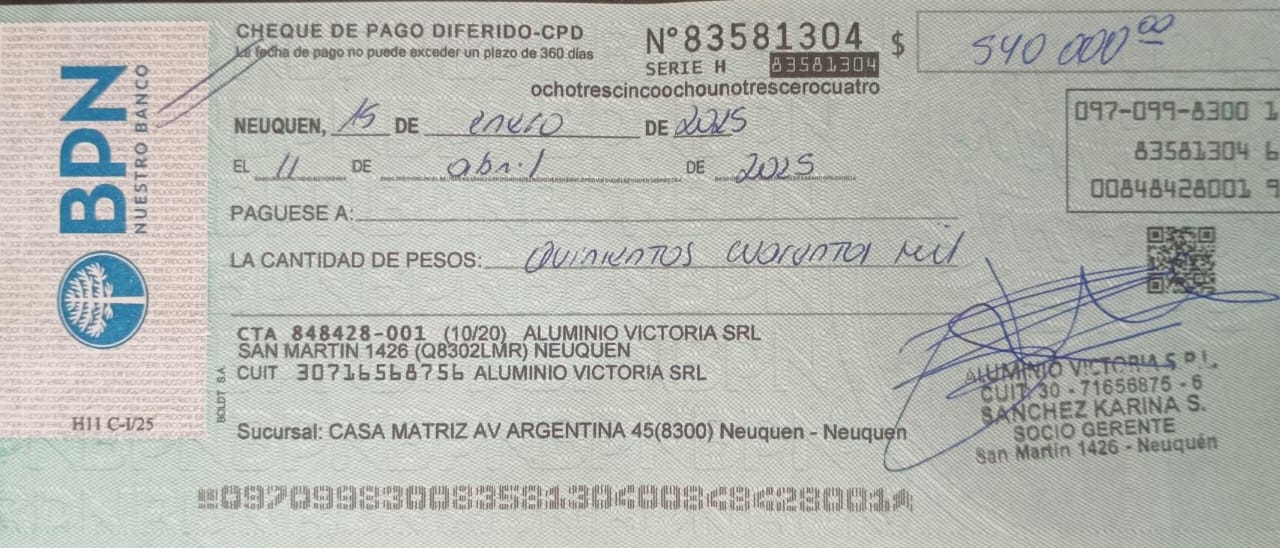 BPN
NUESTRO BANCO
H11 C-I/25
BOLDT S.A.
CHEQUE DE PAGO DIFERIDO-CPD
La fecha de pago no puede exceder un plazo de 360 días
N°83581304
SERIE H 83581304
ochotrescincoochounotrescerocuatro
$ 540 000 00
097-099-8300 1
83581304 6
00848428001 9
NEUQUEN, 15 DE enero DE 2025
EL 11 DE abril DE 2025
PAGUESE A:
LA CANTIDAD DE PESOS: Quinientos cuarenta mil
CTA 848428-001 (10/20) ALUMINIO VICTORIA SRL
SAN MARTIN 1426 (Q8302LMR) NEUQUEN
CUIT 30716568756 ALUMINIO VICTORIA SRL
Sucursal: CASA MATRIZ AV ARGENTINA 45(8300) Neuquen - Neuquen
ALUMINIO VICTORIA S.R.L.
CUIT 30 - 71656875 - 6
SANCHEZ KARINA S.
SOCIO GERENTE
San Martin 1426 - Neuquén
09709983008358130400848428001